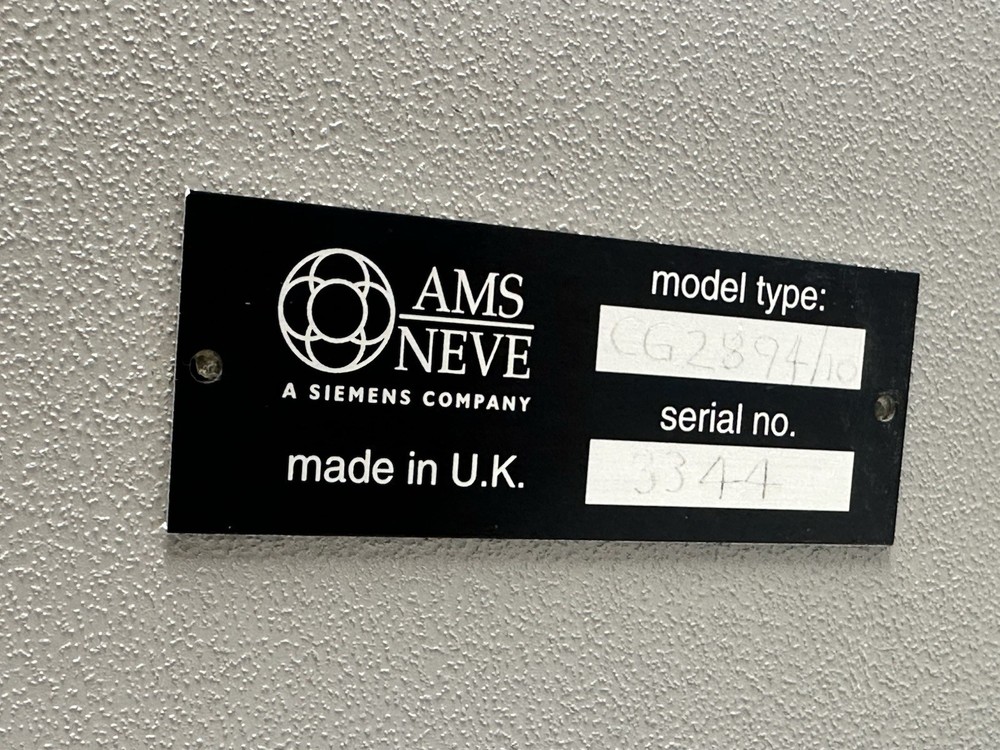 AMS
NEVE
A SIEMENS COMPANY
made in U.K.
model type:
CG2894/10
serial no.
3344